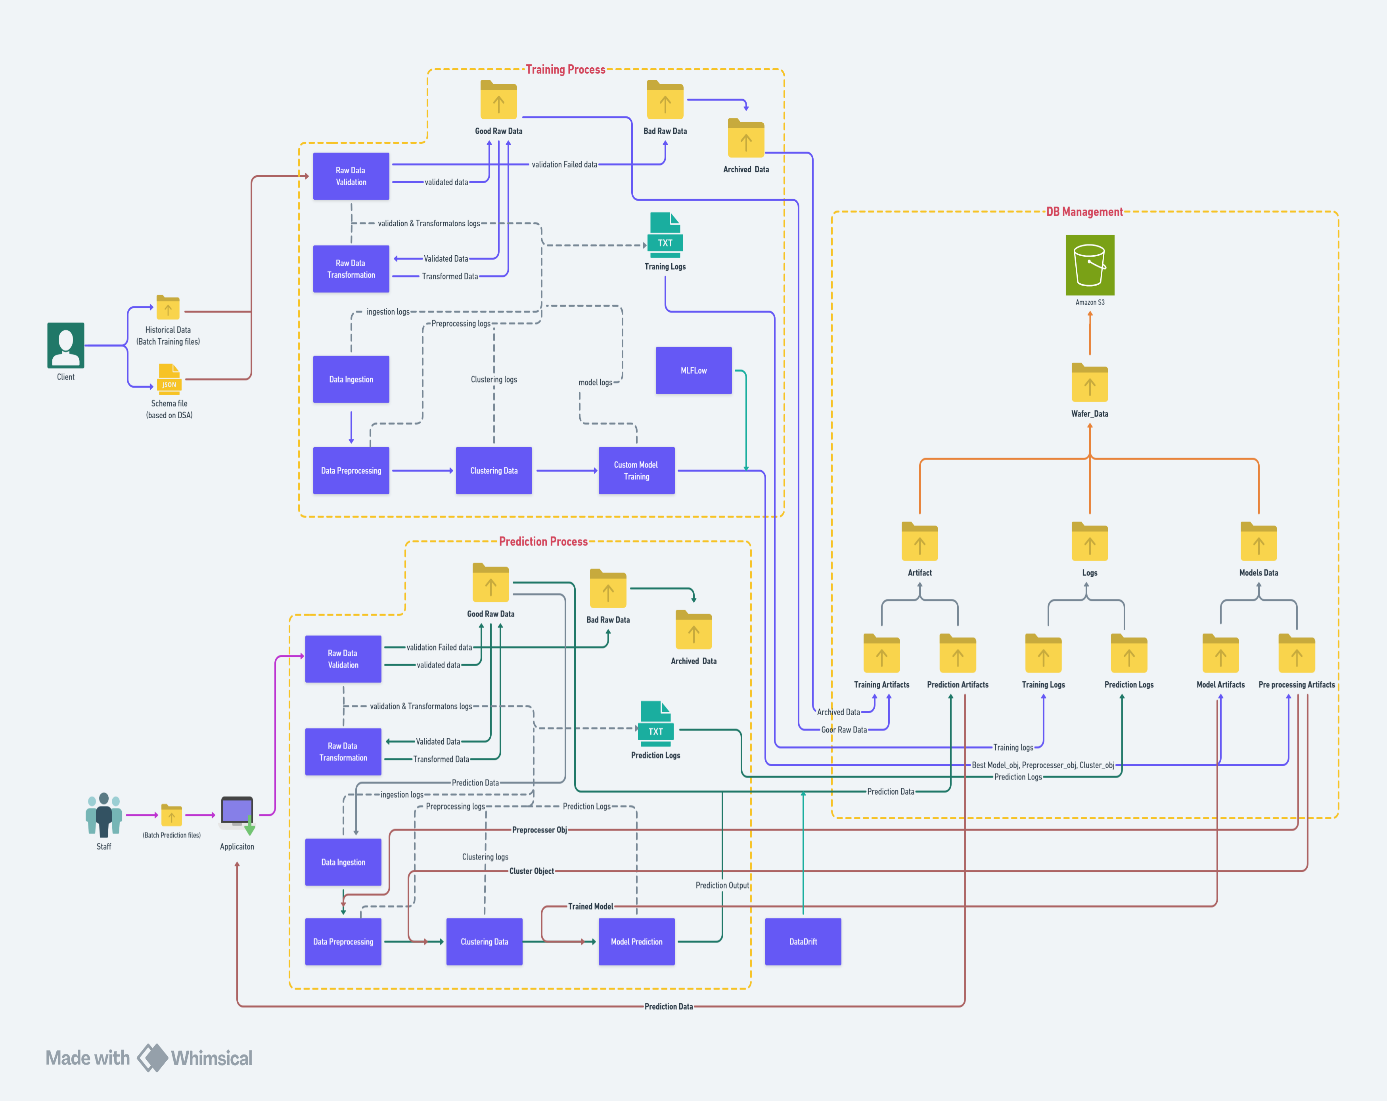 Training Process
Good Raw Data
Bad Raw Data
Archived Data
Raw Data
Validation
validation Failed data
validated data
validation & Transformatons logs
Raw Data
Transformation
Validated Data
Transformed Data
TXT
Traning Logs
ingestion logs
Preprocessing logs
Data Ingestion
Clustering logs
model logs
MLFLow
Data Preprocessing
Clustering Data
Custom Model
Training
Client
Historical Data
(Batch Training files)
JSON
Schema file
(based on DSA)
DB Management
Amazon S3
Wafer_Data
Artifact
Logs
Models Data
Training Artifacts
Prediction Artifacts
Training Logs
Prediction Logs
Model Artifacts
Pre processing Artifacts
Archived Data
Goor Raw Data
Training logs
Best Model_obj, Preprocesser_obj, Cluster_obj
Prediction Logs
Prediction Data
Prediction Process
Good Raw Data
Bad Raw Data
Archived Data
Raw Data
Validation
validation Failed data
validated data
validation & Transformatons logs
Raw Data
Transformation
Validated Data
Transformed Data
TXT
Prediction Logs
Prediction Data
ingestion logs
Preprocessing logs
Prediction Logs
Preprocesser Obj
Data Ingestion
Clustering logs
Cluster Object
Prediction Output
Trained Model
Data Preprocessing
Clustering Data
Model Prediction
DataDrift
Staff
(Batch Prediction files)
Applicaiton
Prediction Data
Made with Whimsical